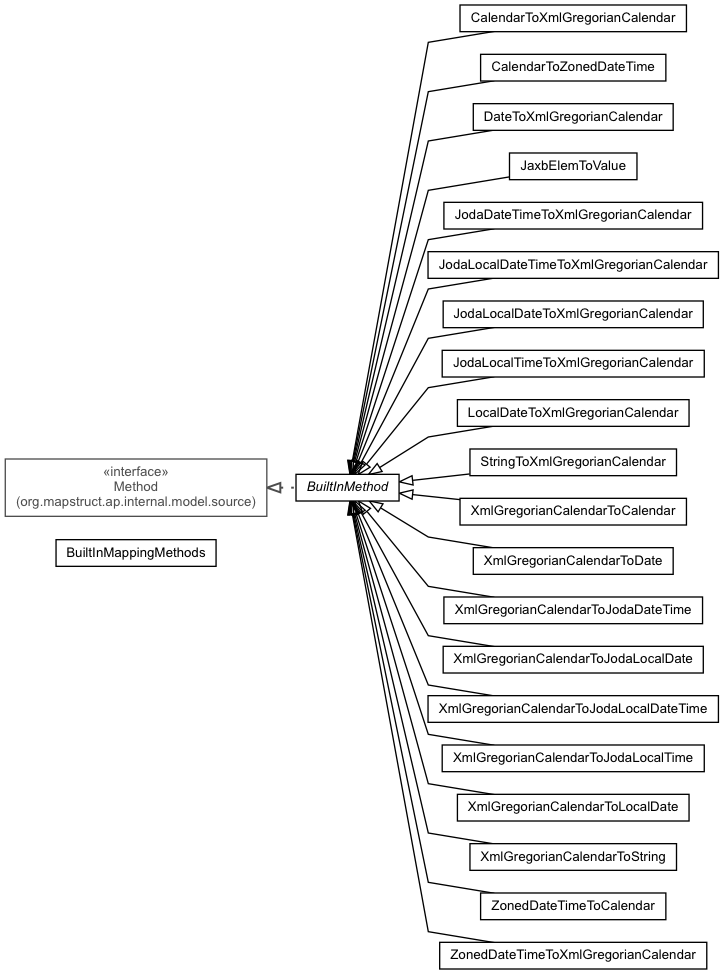 CalendarToXmlGregorianCalendar
CalendarToZonedDateTime
DateToXmlGregorianCalendar
JaxbElemToValue
JodaDateTimeToXmlGregorianCalendar
JodaLocalDateTimeToXmlGregorianCalendar
JodaLocalDateToXmlGregorianCalendar
JodaLocalTimeToXmlGregorianCalendar
LocalDateToXmlGregorianCalendar
StringToXmlGregorianCalendar
«interface»
Method
(org.mapstruct.ap.internal.model.source)
BuiltInMethod
XmlGregorianCalendarToCalendar
BuiltInMappingMethods
XmlGregorianCalendarToDate
XmlGregorianCalendarToJodaDateTime
XmlGregorianCalendarToJodaLocalDate
XmlGregorianCalendarToJodaLocalDateTime
XmlGregorianCalendarToJodaLocalTime
XmlGregorianCalendarToLocalDate
XmlGregorianCalendarToString
ZonedDateTimeToCalendar
ZonedDateTimeToXmlGregorianCalendar